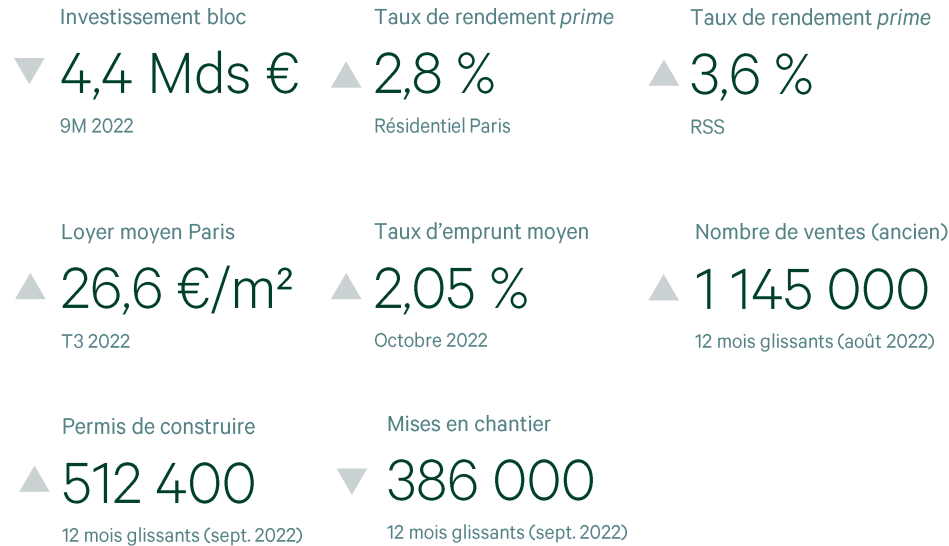 Investissement bloc
4,4 Mds €
9M 2022
Taux de rendement prime
2,8 %
Résidentiel Paris
Taux de rendement prime
3,6 %
RSS
Loyer moyen Paris
26,6 €/m²
T3 2022
Taux d’emprunt moyen
2,05 %
Octobre 2022
Nombre de ventes (ancien)
1 145 000
12 mois glissants (août 2022)
Permis de construire
512 400
12 mois glissants (sept. 2022)
Mises en chantier
386 000
12 mois glissants (sept. 2022)